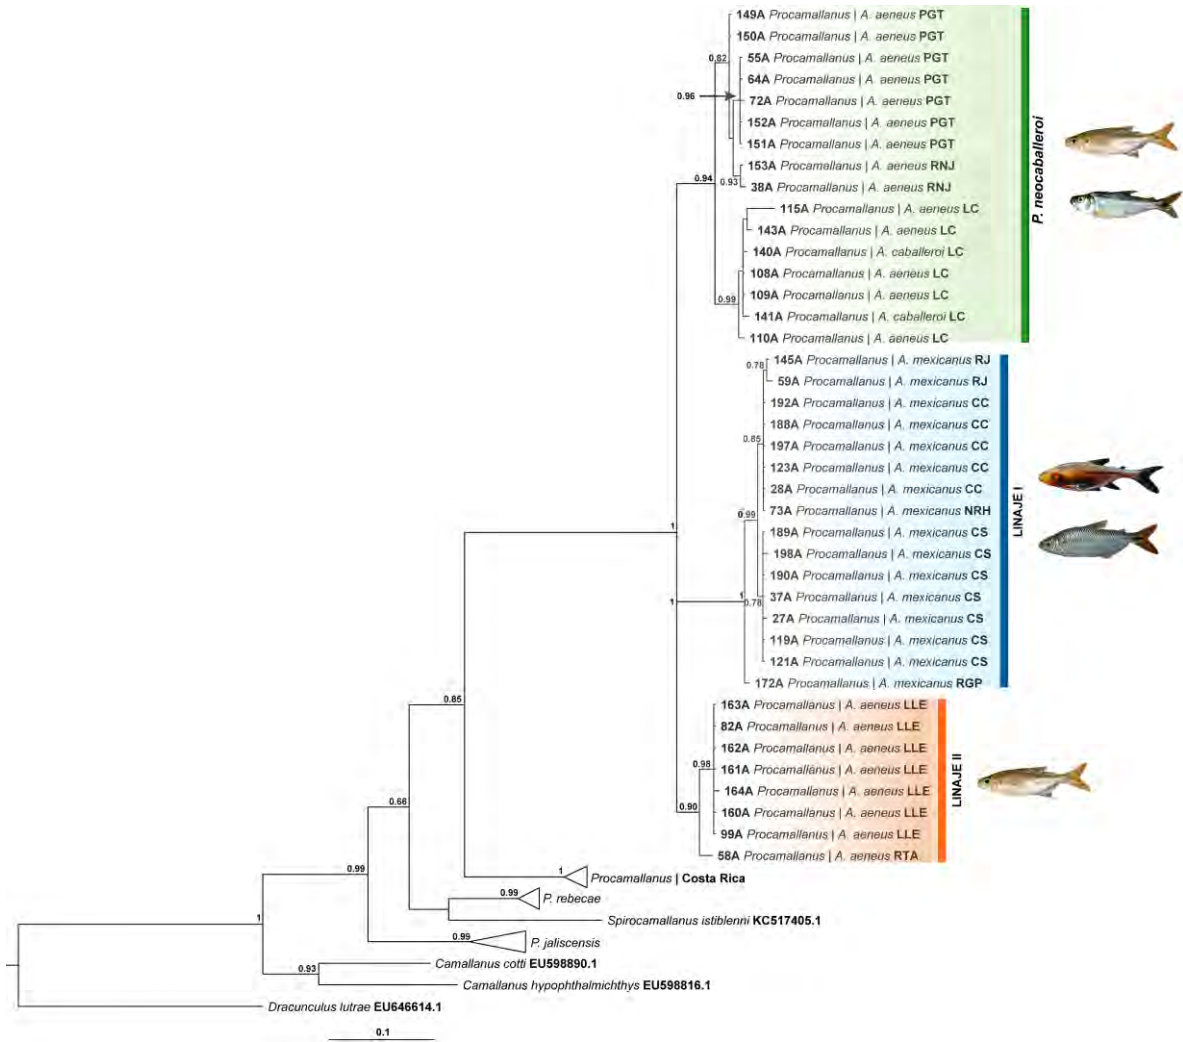 149A Procamallanus | A. aeneus PGT
150A Procamallanus | A. aeneus PGT
0.82
55A Procamallanus | A. aeneus PGT
64A Procamallanus | A. aeneus PGT
0.96
72A Procamallanus | A. aeneus PGT
152A Procamallanus | A. aeneus PGT
151A Procamallanus | A. aeneus PGT
153A Procamallanus | A. aeneus RNJ
0.94
0.93
38A Procamallanus | A. aeneus RNJ
115A Procamallanus | A. aeneus LC
143A Procamallanus | A. aeneus LC
140A Procamallanus | A. caballeroi LC
108A Procamallanus | A. aeneus LC
109A Procamallanus | A. aeneus LC
0.99
141A Procamallanus | A. caballeroi LC
110A Procamallanus | A. aeneus LC
P. neocaballeroi
145A Procamallanus | A. mexicanus RJ
0.78
59A Procamallanus | A. mexicanus RJ
192A Procamallanus | A. mexicanus CC
188A Procamallanus | A. mexicanus CC
0.85
197A Procamallanus | A. mexicanus CC
123A Procamallanus | A. mexicanus CC
28A Procamallanus | A. mexicanus CC
73A Procamallanus | A. mexicanus NRH
0.99
189A Procamallanus | A. mexicanus CS
1
198A Procamallanus | A. mexicanus CS
190A Procamallanus | A. mexicanus CS
37A Procamallanus | A. mexicanus CS
1
1
0.78
27A Procamallanus | A. mexicanus CS
119A Procamallanus | A. mexicanus CS
121A Procamallanus | A. mexicanus CS
172A Procamallanus | A. mexicanus RGP
LINAJE I
163A Procamallanus | A. aeneus LLE
0.85
82A Procamallanus | A. aeneus LLE
162A Procamallanus | A. aeneus LLE
0.98
161A Procamallanus | A. aeneus LLE
164A Procamallanus | A. aeneus LLE
160A Procamallanus | A. aeneus LLE
0.90
0.66
99A Procamallanus | A. aeneus LLE
58A Procamallanus | A. aeneus RTA
LINAJE II
0.99
1
Procamallanus | Costa Rica
0.99
P. rebecae
1
Spirocamallanus istiblenni KC517405.1
0.99
P. jaliscensis
Camallanus cotti EU598890.1
0.93
Camallanus hypophthalmichthys EU598816.1
Dracunculus lutrae EU646614.1
0.1